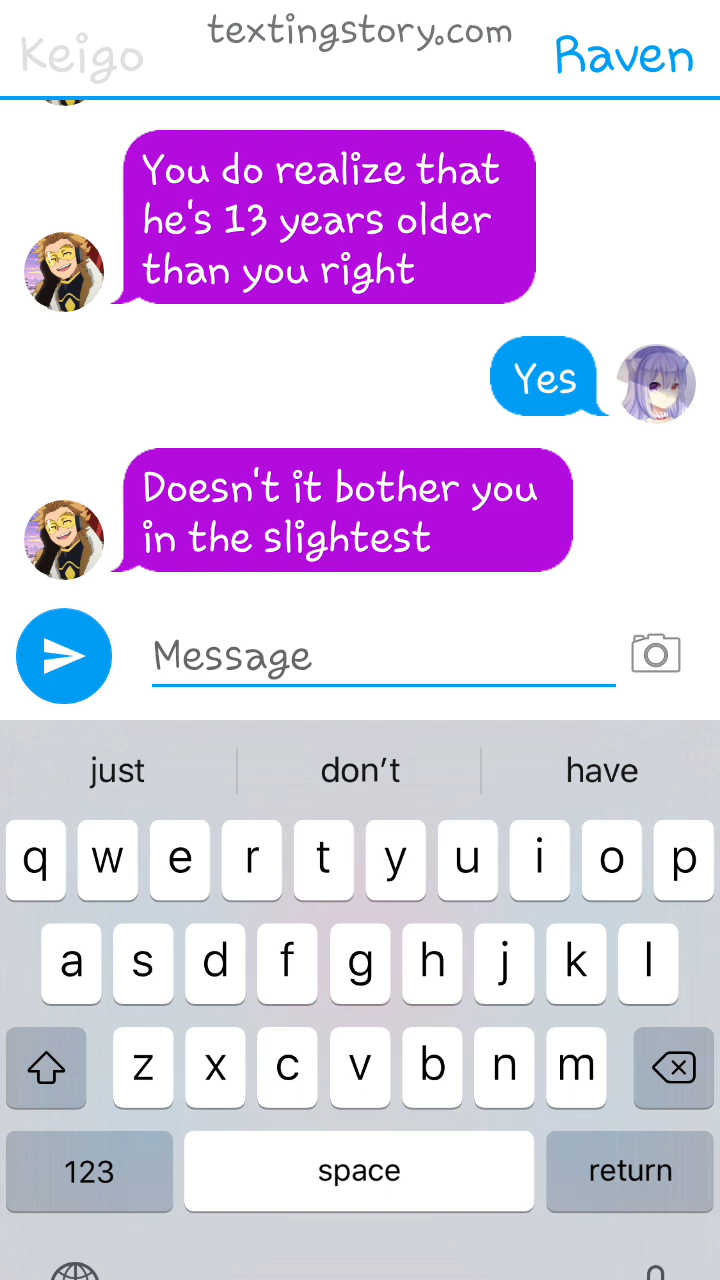 textingstory.com
Keigo
Raven
You do realize that
he's 13 years older
than you right
Yes
Doesn't it bother you
in the slightest
Message
just don't have
q w e r t y u i o p
a s d f g h j k l
z x c v b n m
123 space return